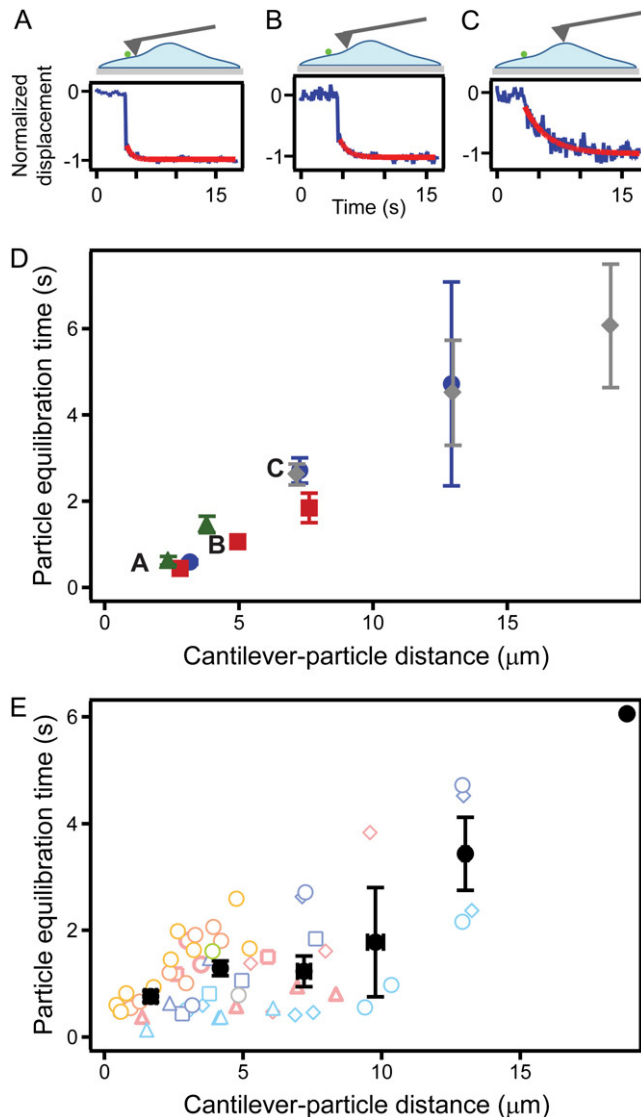 A
B
C
Normalized
displacement
0
-1
0
15
0
-1
0
15
0
-1
0
15
Time (s)
D
Particle equilibration time (s)
6
4
2
0
A
B
C
0
5
10
15
Cantilever-particle distance (μm)
E
Particle equilibration time (s)
6
4
2
0
0
5
10
15
Cantilever-particle distance (μm)